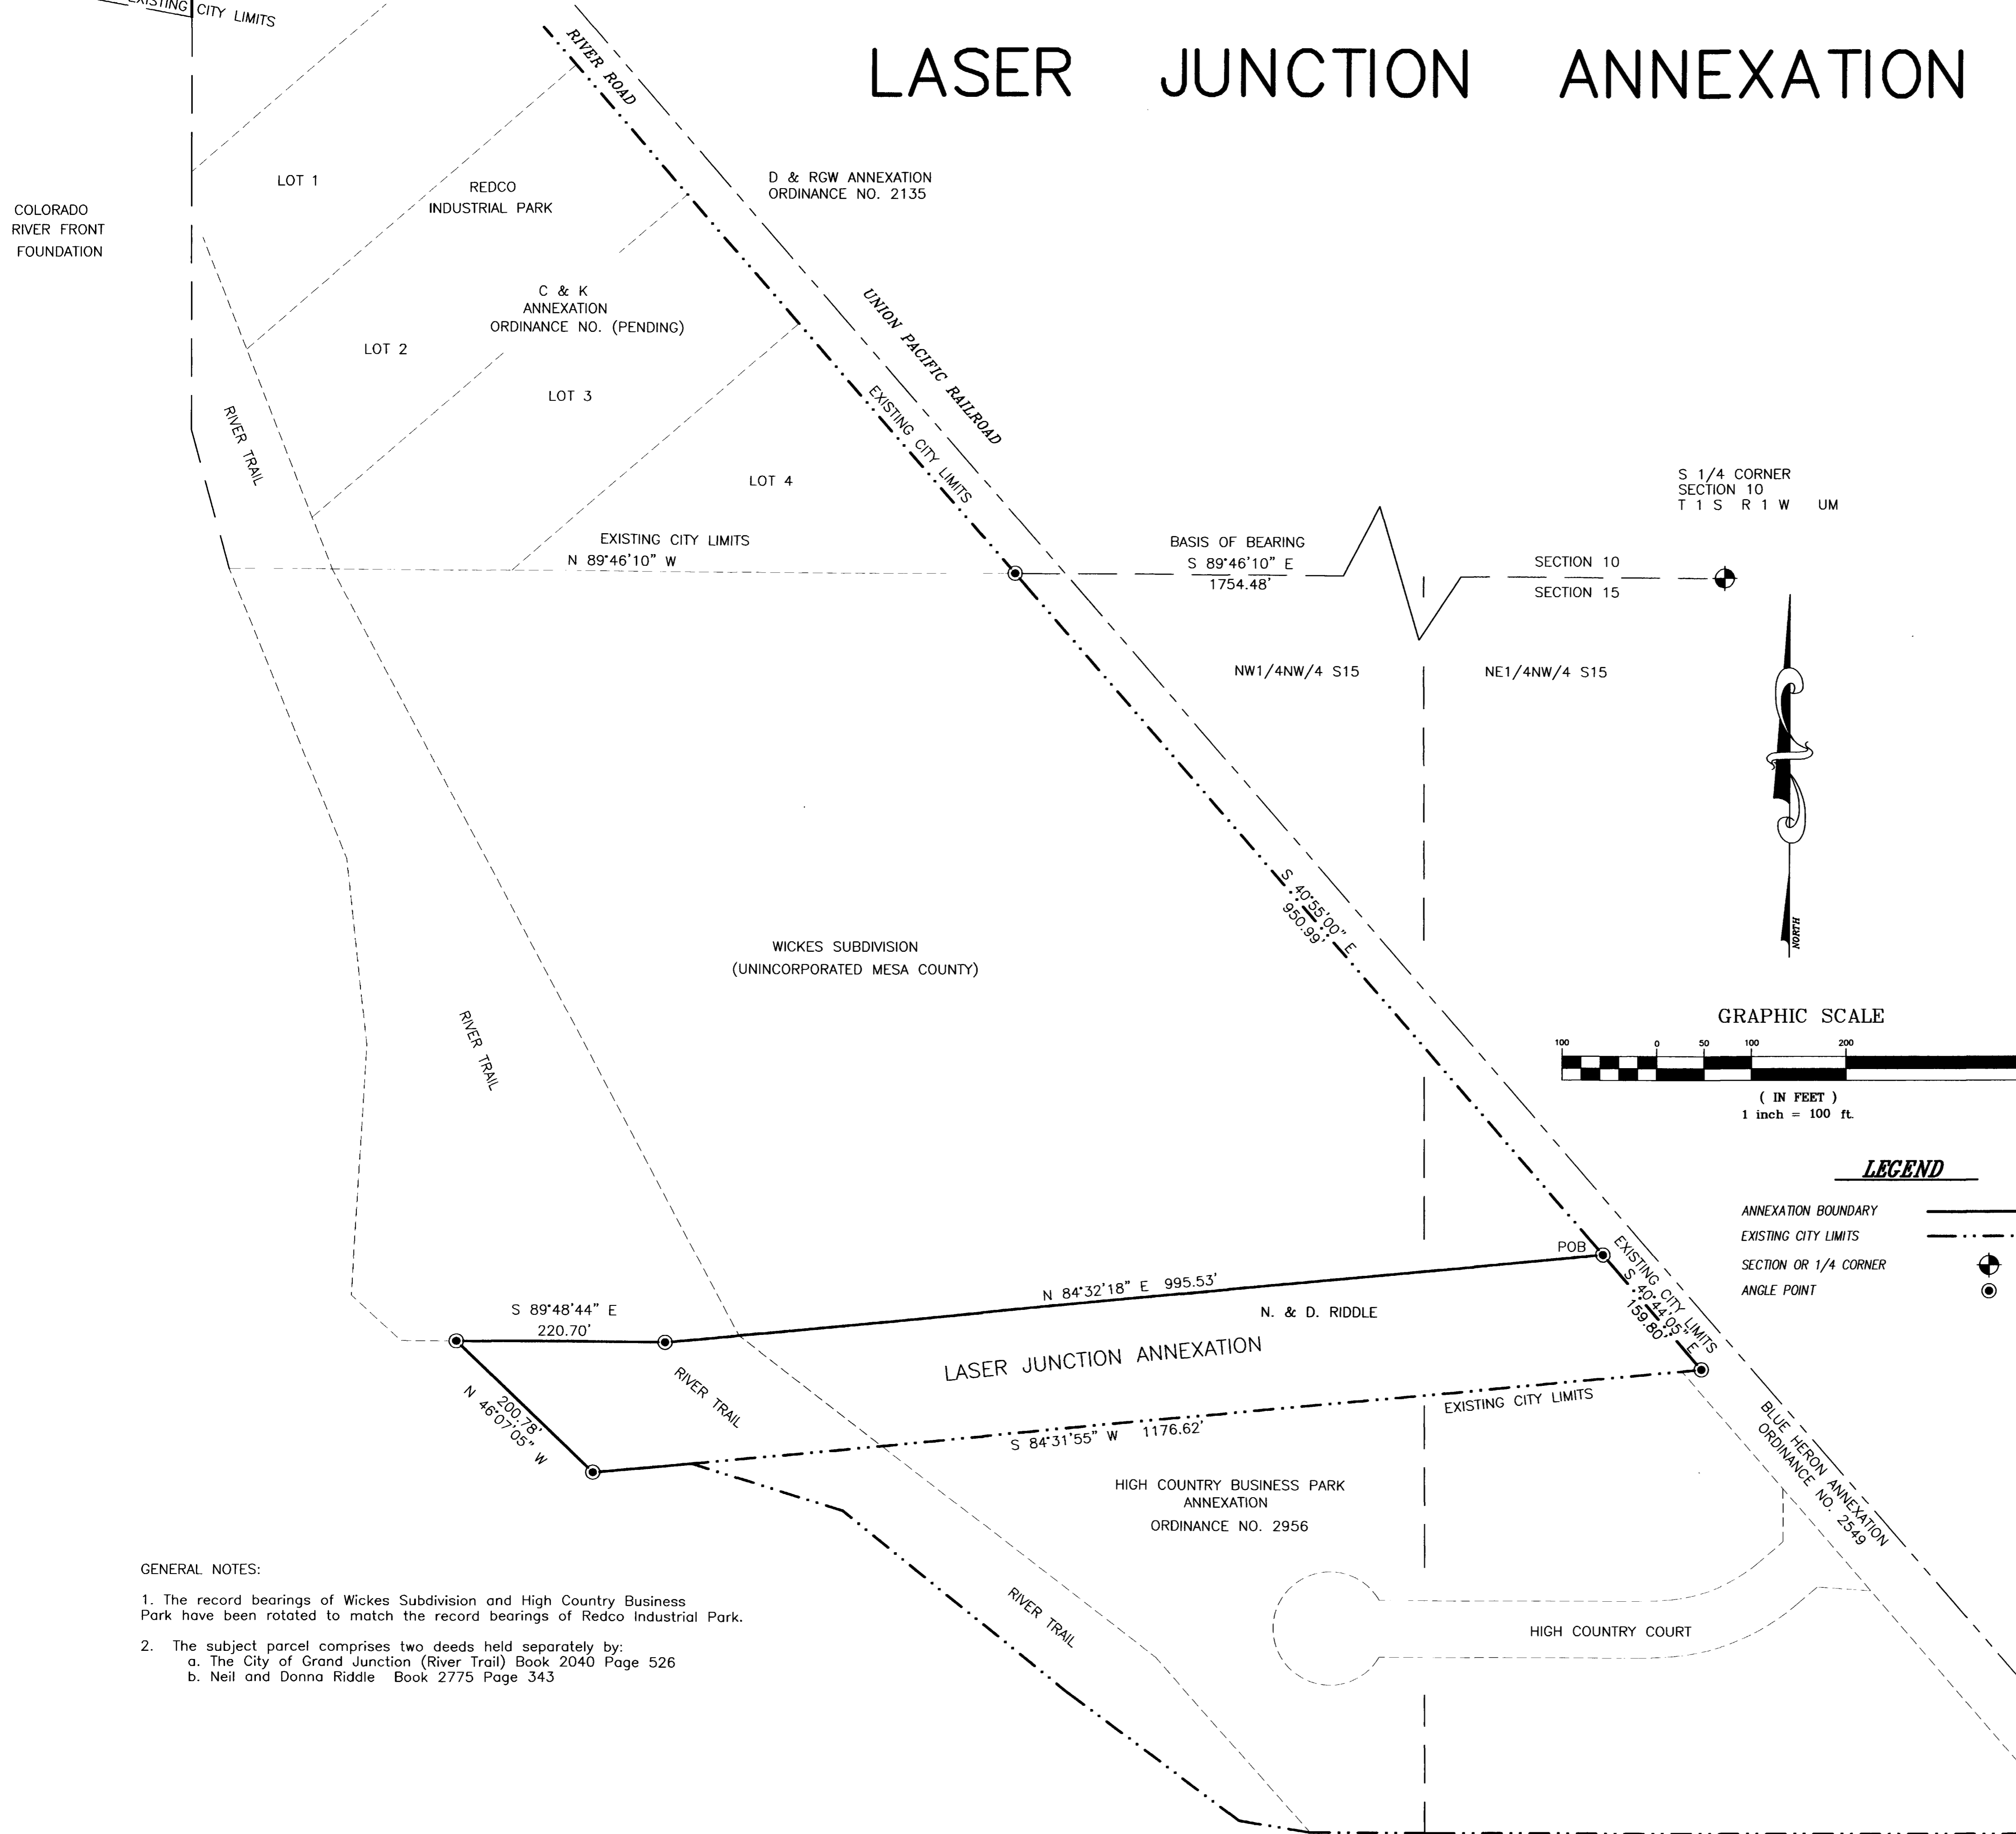 EXISTING CITY LIMITS
LASER JUNCTION ANNEXATION
RIVER ROAD
LOT 1
REDCO
INDUSTRIAL PARK
D & RGW ANNEXATION
ORDINANCE NO. 2135
COLORADO
RIVER FRONT
FOUNDATION
C & K
ANNEXATION
ORDINANCE NO. (PENDING)
LOT 2
LOT 3
LOT 4
UNION PACIFIC RAILROAD
EXISTING CITY LIMITS
RIVER TRAIL
EXISTING CITY LIMITS
N 89°46'10" W
BASIS OF BEARING
S 89°46'10" E
1754.48'
S 1/4 CORNER
SECTION 10
T 1 S R 1 W UM
SECTION 10
SECTION 15
NW1/4NW/4 S15
NE1/4NW/4 S15
NORTH
S 40°55'00" E
950.99'
WICKES SUBDIVISION
(UNINCORPORATED MESA COUNTY)
RIVER TRAIL
GRAPHIC SCALE
100 0 50 100 200
( IN FEET )
1 inch = 100 ft.
LEGEND
ANNEXATION BOUNDARY
EXISTING CITY LIMITS
SECTION OR 1/4 CORNER
ANGLE POINT
POB
EXISTING CITY LIMITS
S 40°44'05" E
159.80'
N 84°32'18" E 995.53'
N. & D. RIDDLE
S 89°48'44" E
220.70'
LASER JUNCTION ANNEXATION
RIVER TRAIL
200.78'
N 46°07'05" W
EXISTING CITY LIMITS
S 84°31'55" W 1176.62'
BLUE HERON ANNEXATION
ORDINANCE NO. 2549
HIGH COUNTRY BUSINESS PARK
ANNEXATION
ORDINANCE NO. 2956
RIVER TRAIL
HIGH COUNTRY COURT
GENERAL NOTES:
1. The record bearings of Wickes Subdivision and High Country Business
Park have been rotated to match the record bearings of Redco Industrial Park.
2. The subject parcel comprises two deeds held separately by:
a. The City of Grand Junction (River Trail) Book 2040 Page 526
b. Neil and Donna Riddle Book 2775 Page 343